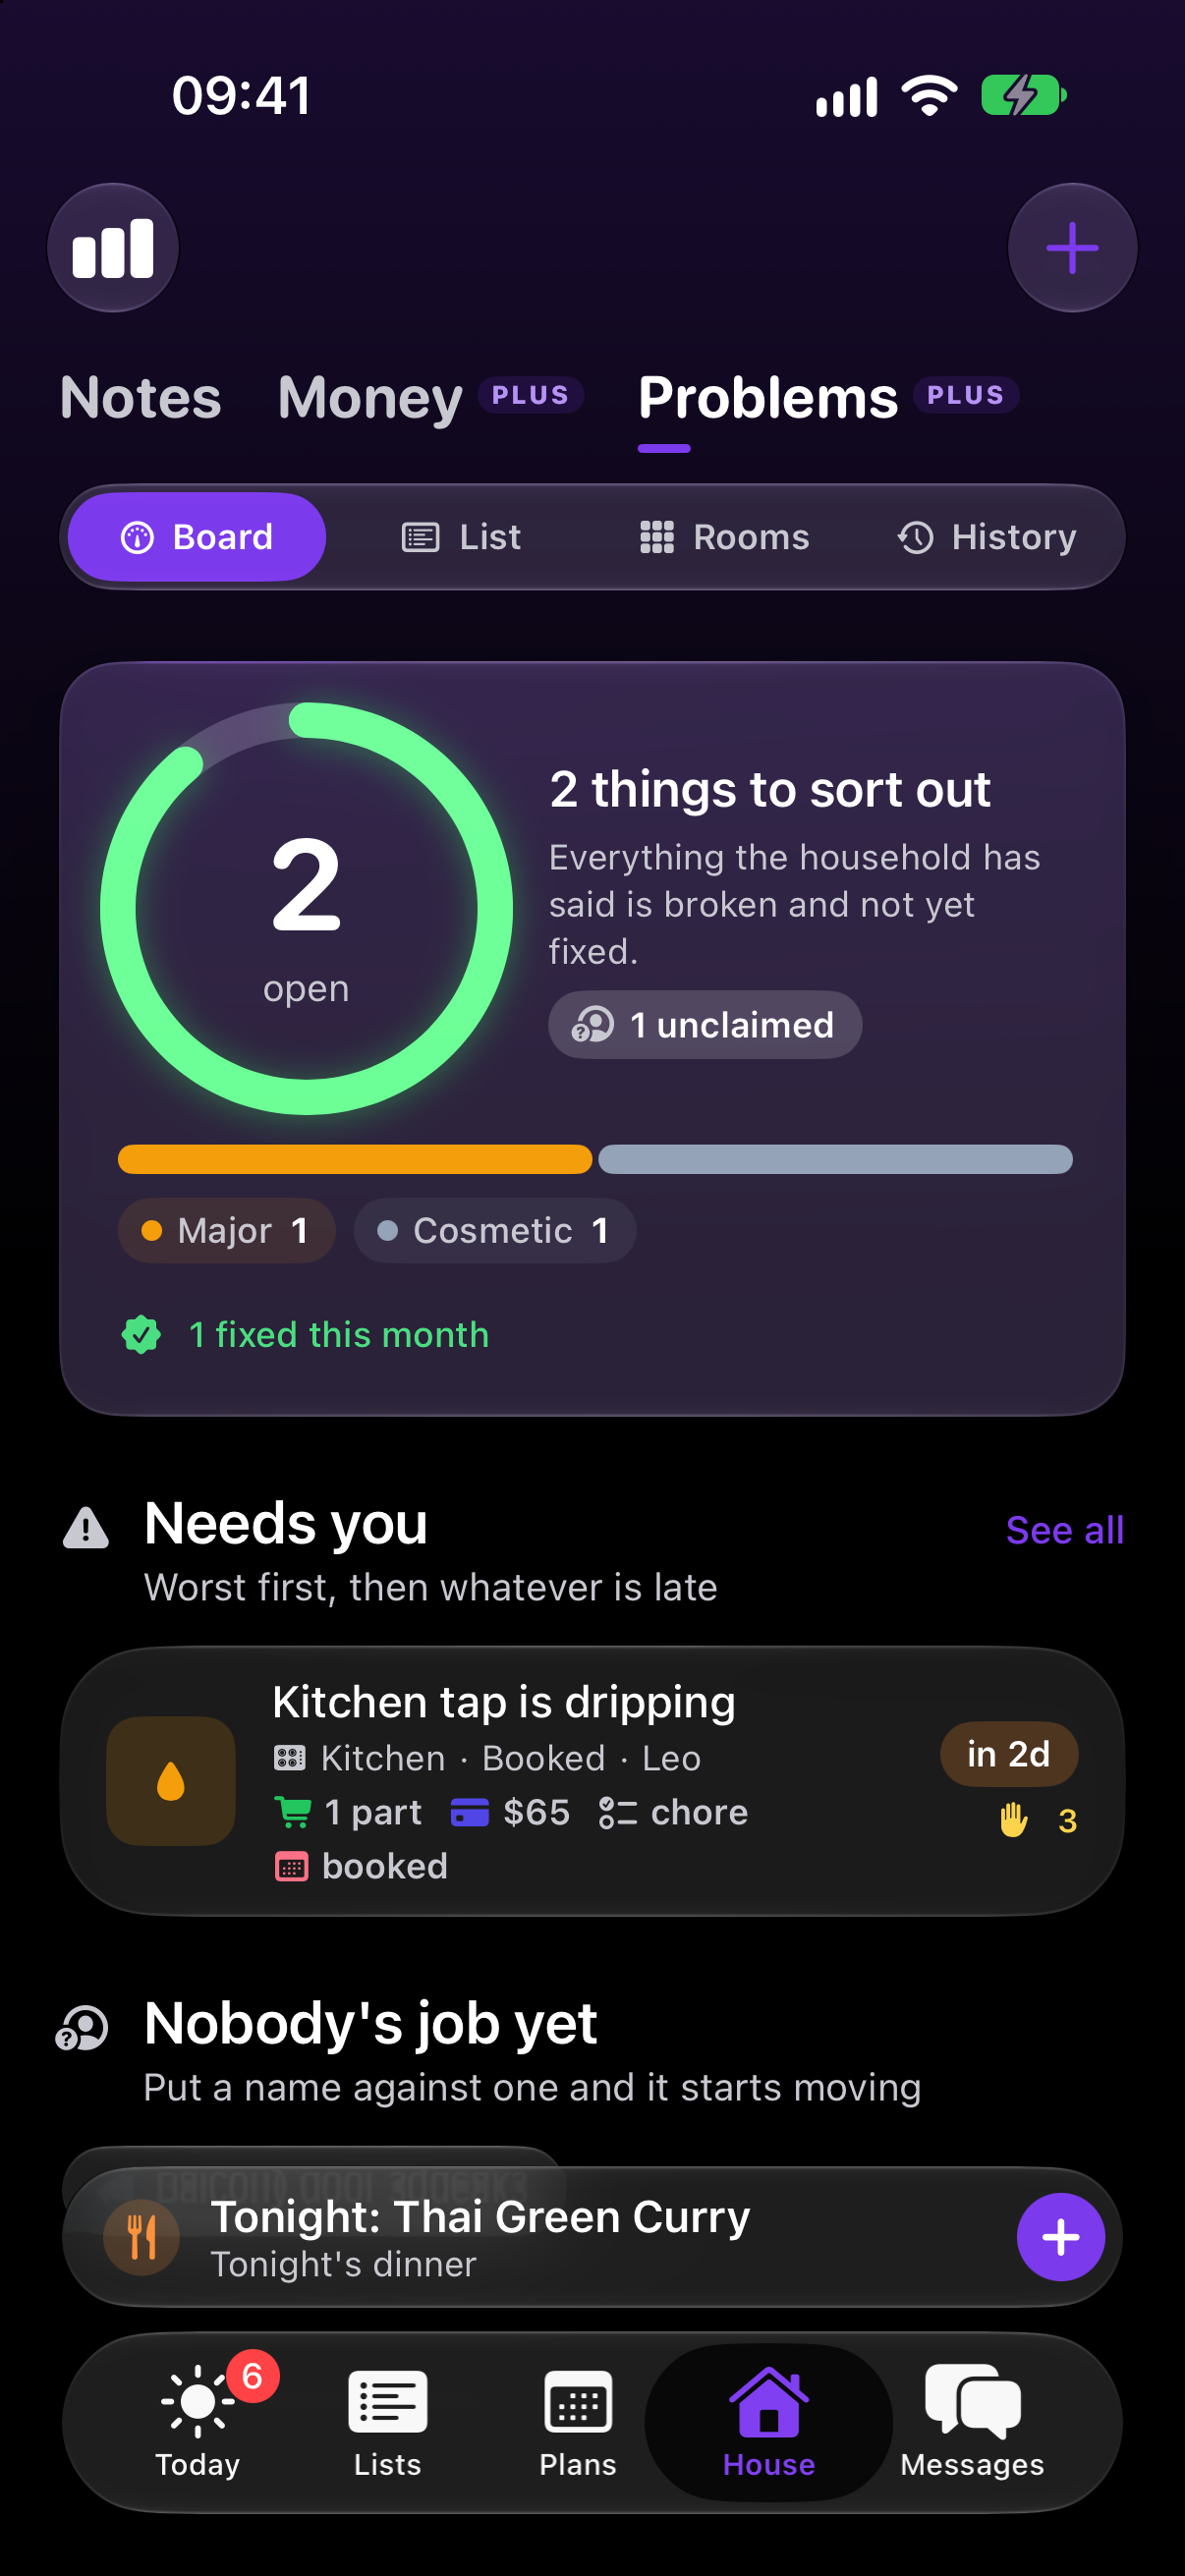 09:41
Notes Money PLUS Problems PLUS
Board List Rooms History
2
open
2 things to sort out
Everything the household has
said is broken and not yet
fixed.
1 unclaimed
Major 1 Cosmetic 1
1 fixed this month
Needs you
See all
Worst first, then whatever is late
Kitchen tap is dripping
Kitchen · Booked · Leo
1 part $65 chore
booked
in 2d
3
Nobody's job yet
Put a name against one and it starts moving
Tonight: Thai Green Curry
Tonight's dinner
6
Today Lists Plans House Messages